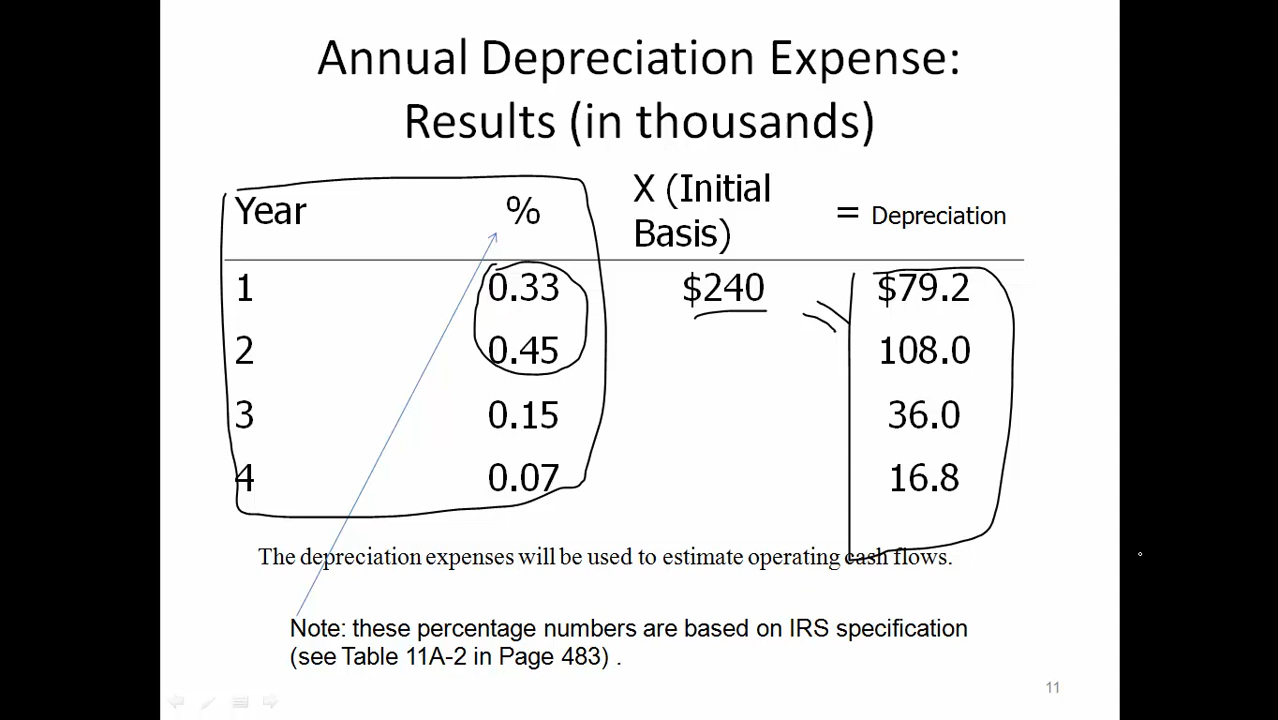 Annual Depreciation Expense:
Results (in thousands)
Year % X (Initial Basis) = Depreciation
1 0.33 $240 $79.2
2 0.45 108.0
3 0.15 36.0
4 0.07 16.8
The depreciation expenses will be used to estimate operating cash flows.
Note: these percentage numbers are based on IRS specification
(see Table 11A-2 in Page 483) .
11